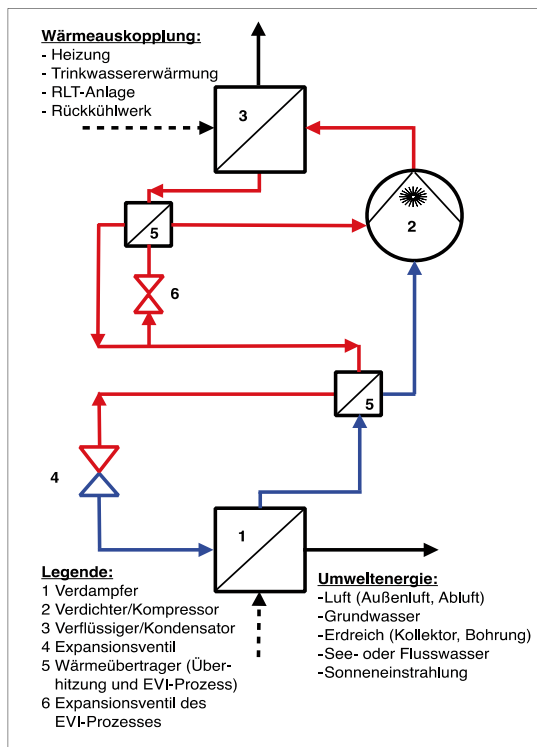 Wärmeauskopplung:
- Heizung
- Trinkwassererwärmung
- RLT-Anlage
- Rückkühlwerk
3
5
2
6
5
4
1
Legende:
1 Verdampfer
2 Verdichter/Kompressor
3 Verflüssiger/Kondensator
4 Expansionsventil
5 Wärmeübertrager (Über-
hitzung und EVI-Prozess)
6 Expansionsventil des
EVI-Prozesses
Umweltenergie:
-Luft (Außenluft, Abluft)
-Grundwasser
-Erdreich (Kollektor, Bohrung)
-See- oder Flusswasser
-Sonneneinstrahlung